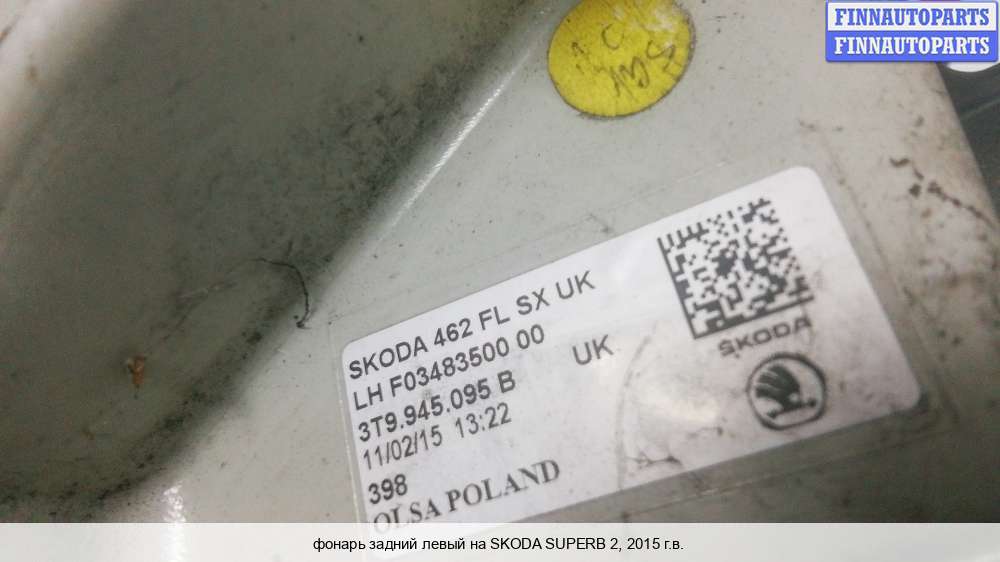 FINNAUTOPARTS
FINNAUTOPARTS
SKODA 462 FL SX UK
LH F03483500 00
UK
3T9.945.095 B
11/02/15 13:22
398
OLSA POLAND
ŠKODA
фонарь задний левый на SKODA SUPERB 2, 2015 г.в.